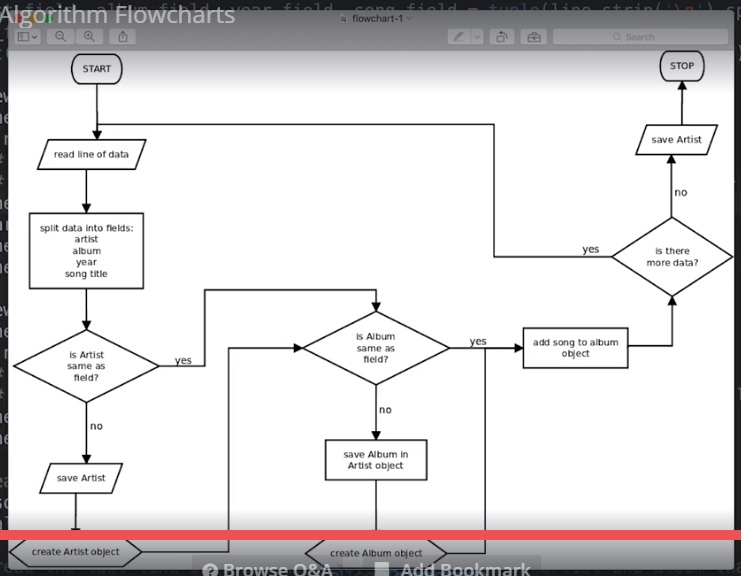 Algorithm Flowcharts
flowchart-1
Search
START
STOP
read line of data
save Artist
no
split data into fields:
artist
album
year
song title
yes
is there
more data?
is Artist
same as
field?
yes
is Album
same as
field?
yes
add song to album
object
no
no
save Artist
save Album in
Artist object
create Artist object
create Album object
Browse Q&A
Add Bookmark